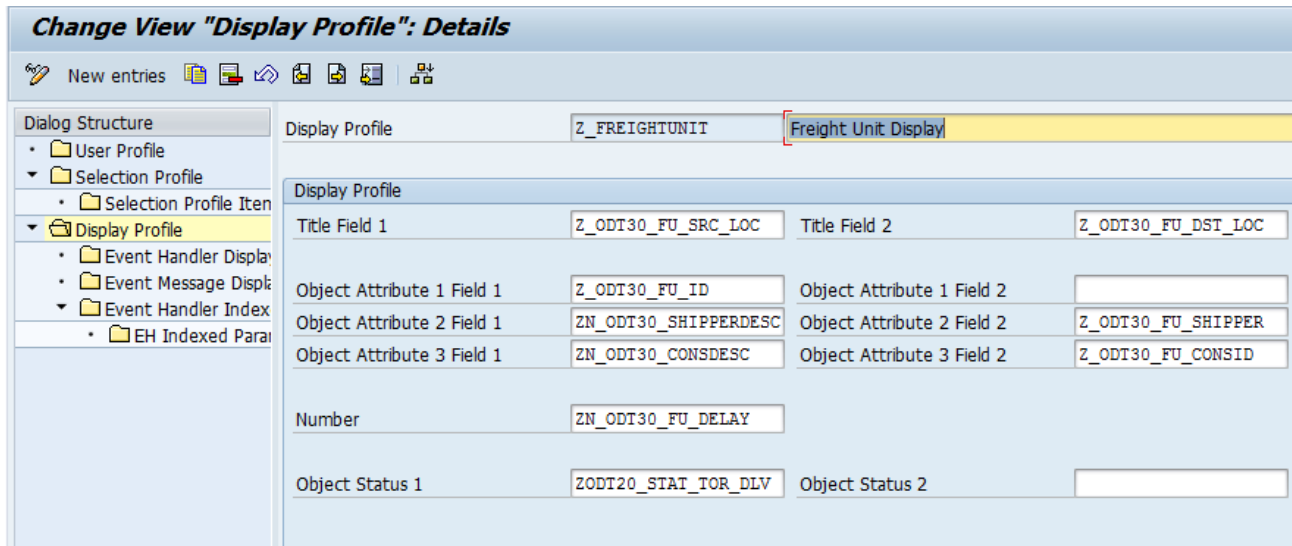 Change View "Display Profile": Details
New entries
Dialog Structure
User Profile
Selection Profile
Selection Profile Iten
Display Profile
Event Handler Display
Event Message Displa
Event Handler Index
EH Indexed Parar
Display Profile Z_FREIGHTUNIT Freight Unit Display
Display Profile
Title Field 1 Z_ODT30_FU_SRC_LOC Title Field 2 Z_ODT30_FU_DST_LOC
Object Attribute 1 Field 1 Z_ODT30_FU_ID Object Attribute 1 Field 2
Object Attribute 2 Field 1 ZN_ODT30_SHIPPERDESC Object Attribute 2 Field 2 Z_ODT30_FU_SHIPPER
Object Attribute 3 Field 1 ZN_ODT30_CONSDESC Object Attribute 3 Field 2 Z_ODT30_FU_CONSID
Number ZN_ODT30_FU_DELAY
Object Status 1 ZODT20_STAT_TOR_DLV Object Status 2